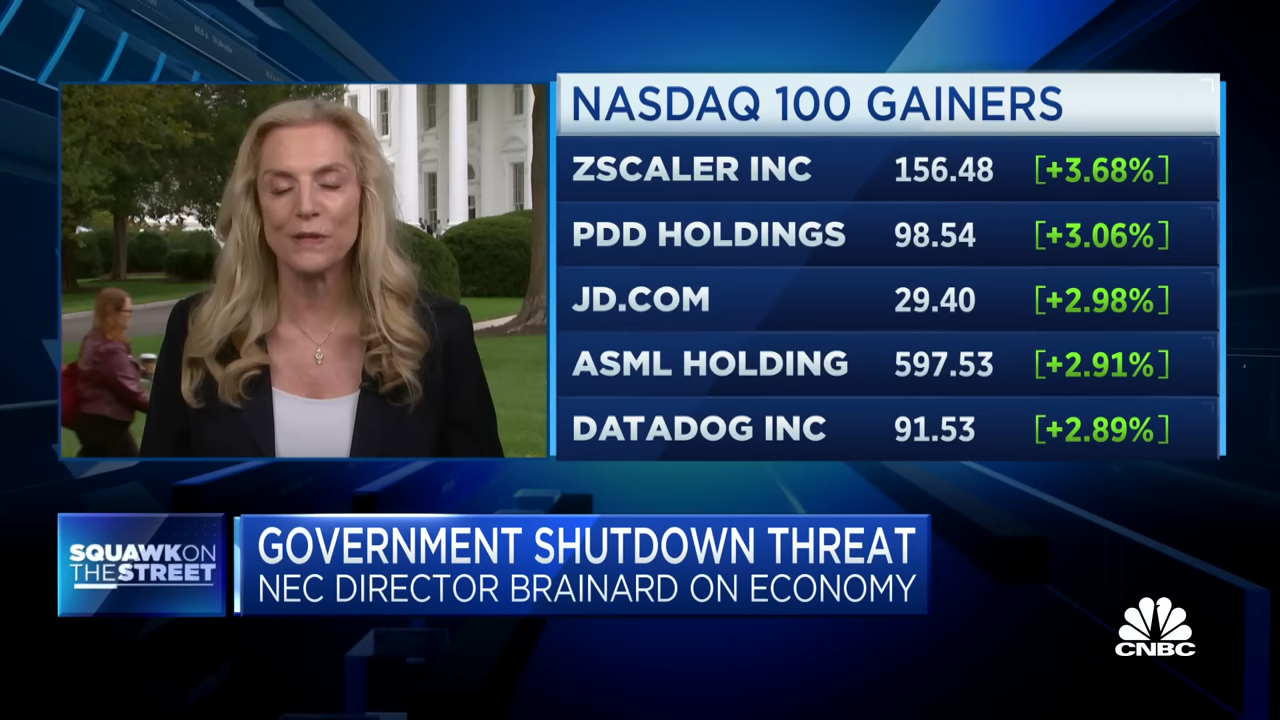 NASDAQ 100 GAINERS
ZSCALER INC 156.48 [+3.68%]
PDD HOLDINGS 98.54 [+3.06%]
JD.COM 29.40 [+2.98%]
ASML HOLDING 597.53 [+2.91%]
DATADOG INC 91.53 [+2.89%]
SQUAWK ON
THE STREET
GOVERNMENT SHUTDOWN THREAT
NEC DIRECTOR BRAINARD ON ECONOMY
CNBC